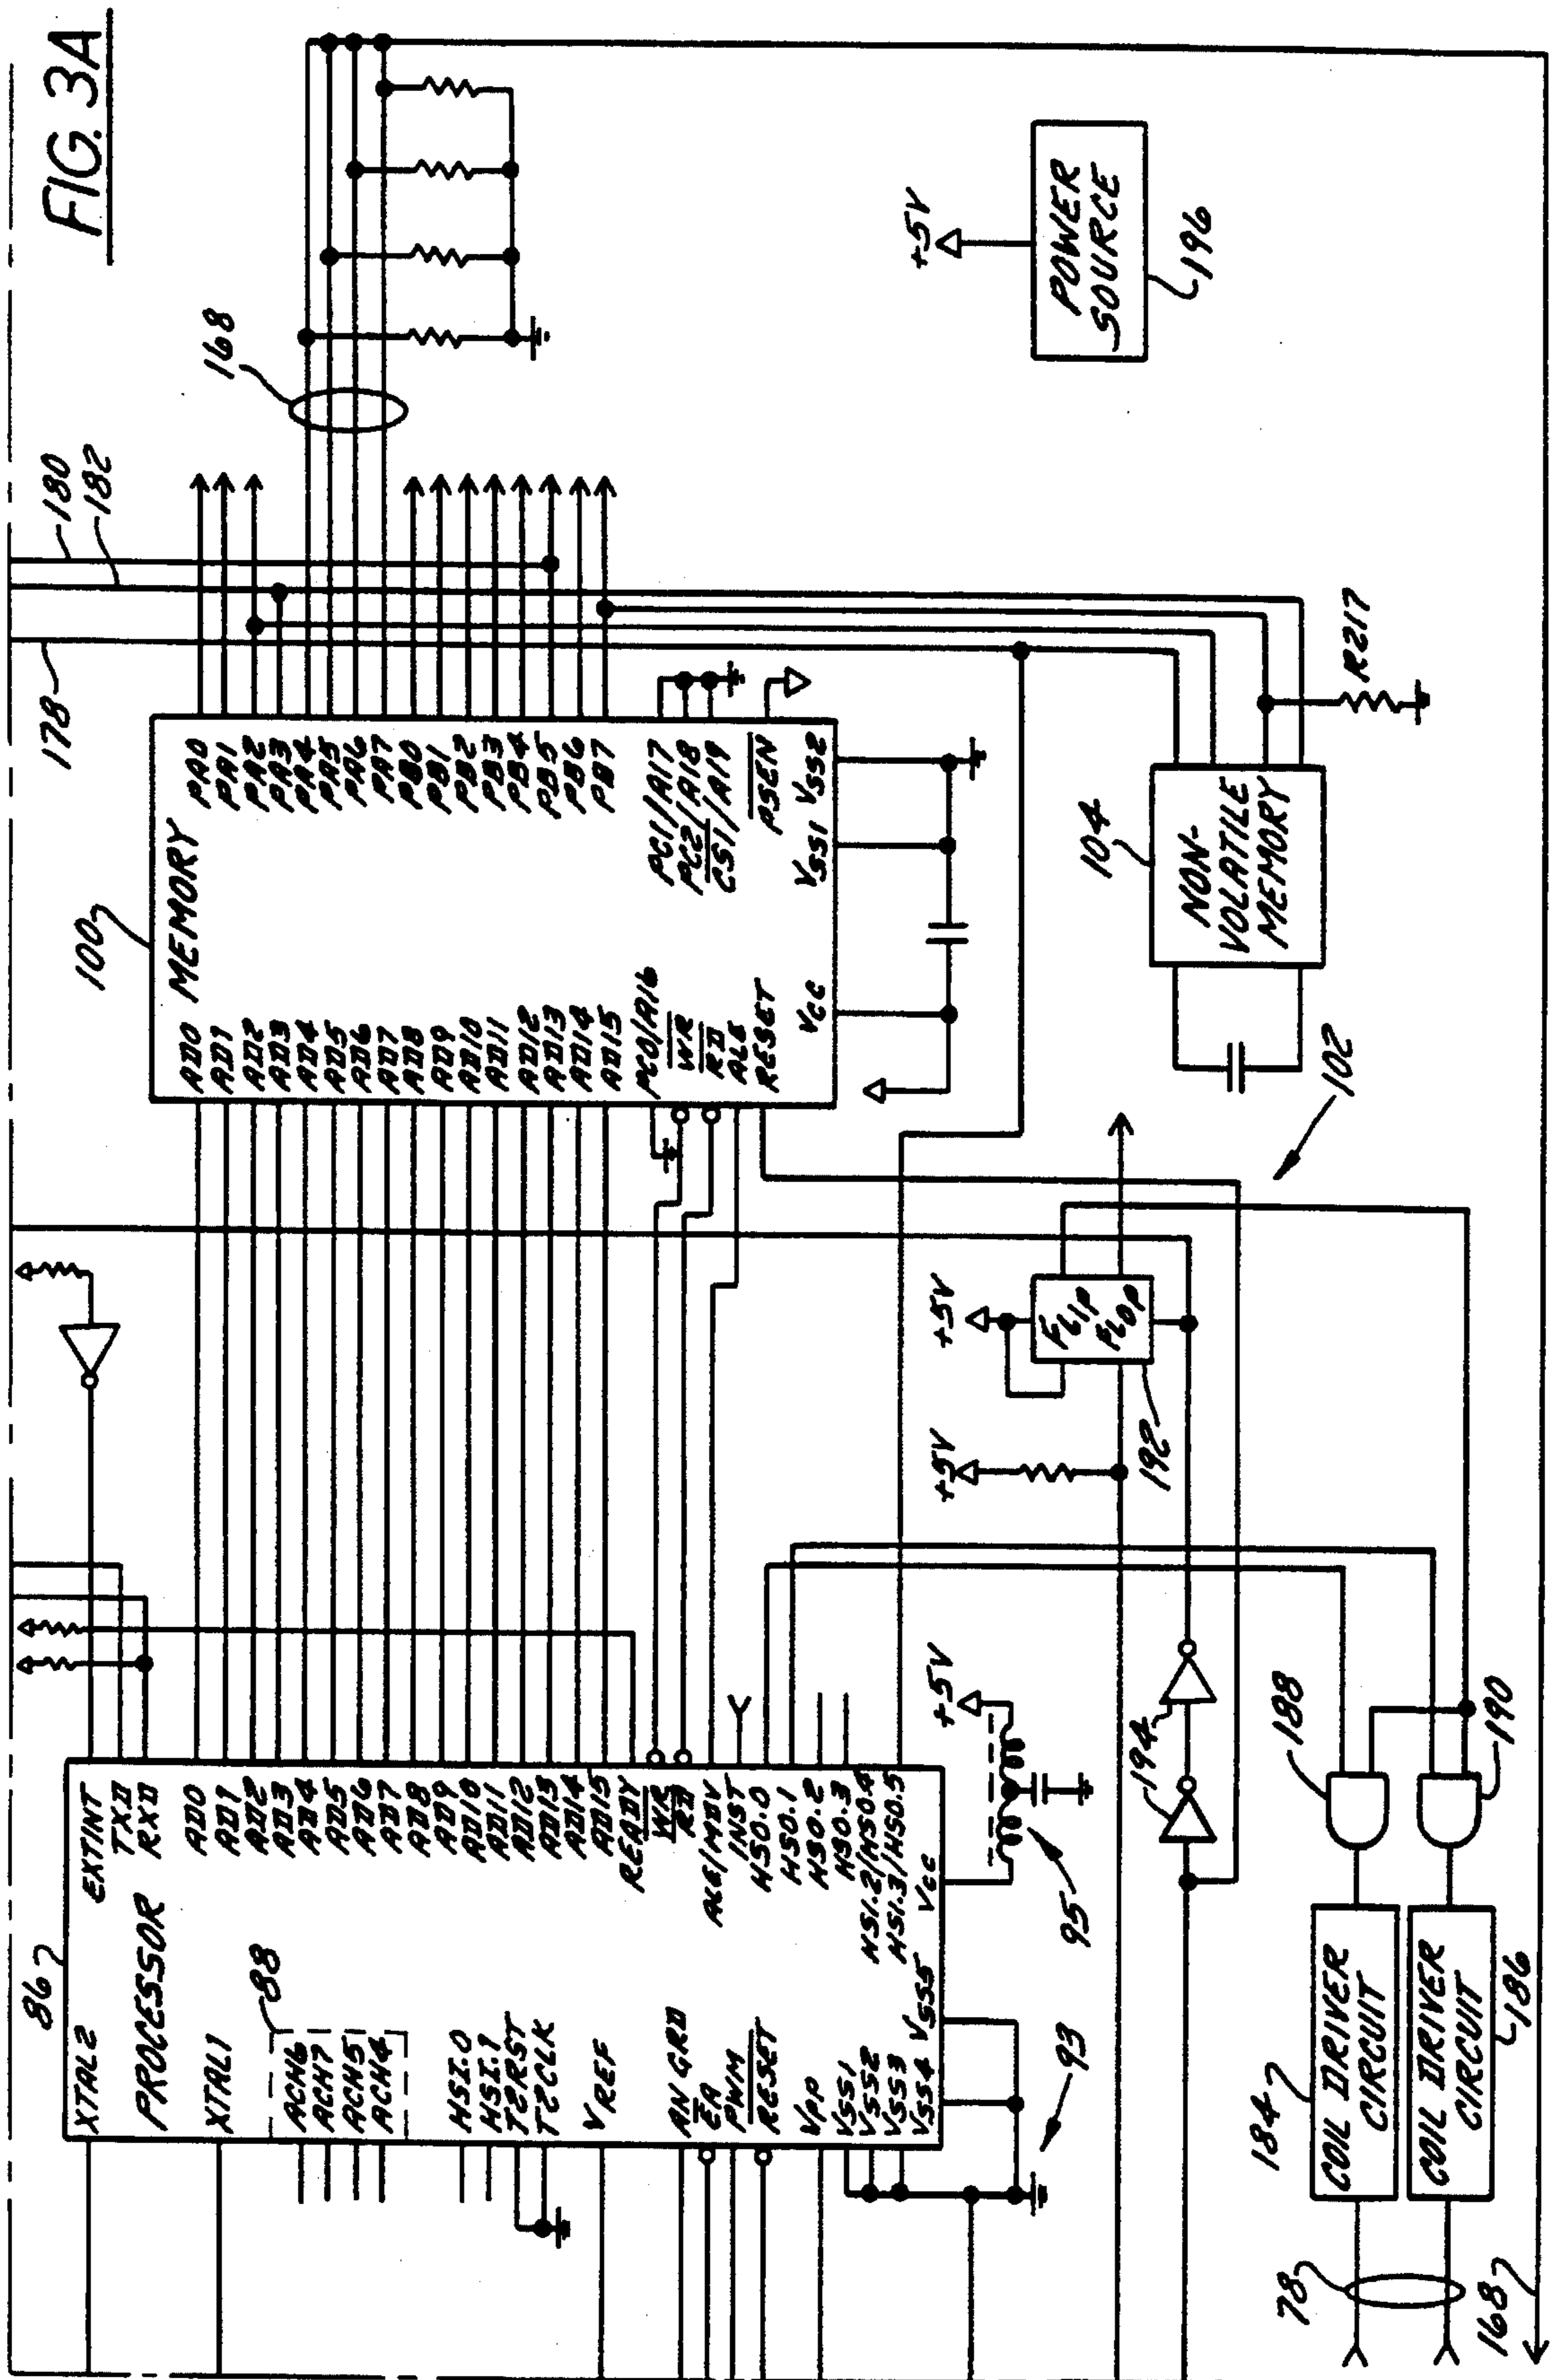 FIG. 3A
86
PROCESSOR
XTAL2
XTAL1
88
ACH6
ACH7
ACH5
ACH4
HSI.0
HSI.1
T2RST
T2CLK
VREF
AN GRD
EA
PWM
RESET
VPP
VSS1
VSS2
VSS3
VSS4
VSS5
VCC
EXTINT
TXD
RXD
AD0
AD1
AD2
AD3
AD4
AD5
AD6
AD7
AD8
AD9
AD10
AD11
AD12
AD13
AD14
AD15
READY
WR
RD
ALE/MDV
INST
HSO.0
HSO.1
HSO.2
HSO.3
HSI.2/HSO.4
HSI.3/HSO.5
93
95
+5V
100
MEMORY
AD0
AD1
AD2
AD3
AD4
AD5
AD6
AD7
AD8
AD9
AD10
AD11
AD12
AD13
AD14
AD15
PC0/A16
WR
RD
ALE
RESET
VCC
VSS1
VSS2
PA0
PA1
PA2
PA3
PA4
PA5
PA6
PA7
PB0
PB1
PB2
PB3
PB4
PB5
PB6
PB7
PC1/A17
PC2/A18
CS1/A19
PSEN
178
180
182
168
+5V
POWER
SOURCE
196
104
NON-
VOLATILE
MEMORY
R217
102
+5V
+5V
FLIP
FLOP
192
194
188
190
184
COIL DRIVER
CIRCUIT
COIL DRIVER
CIRCUIT
186
78
168